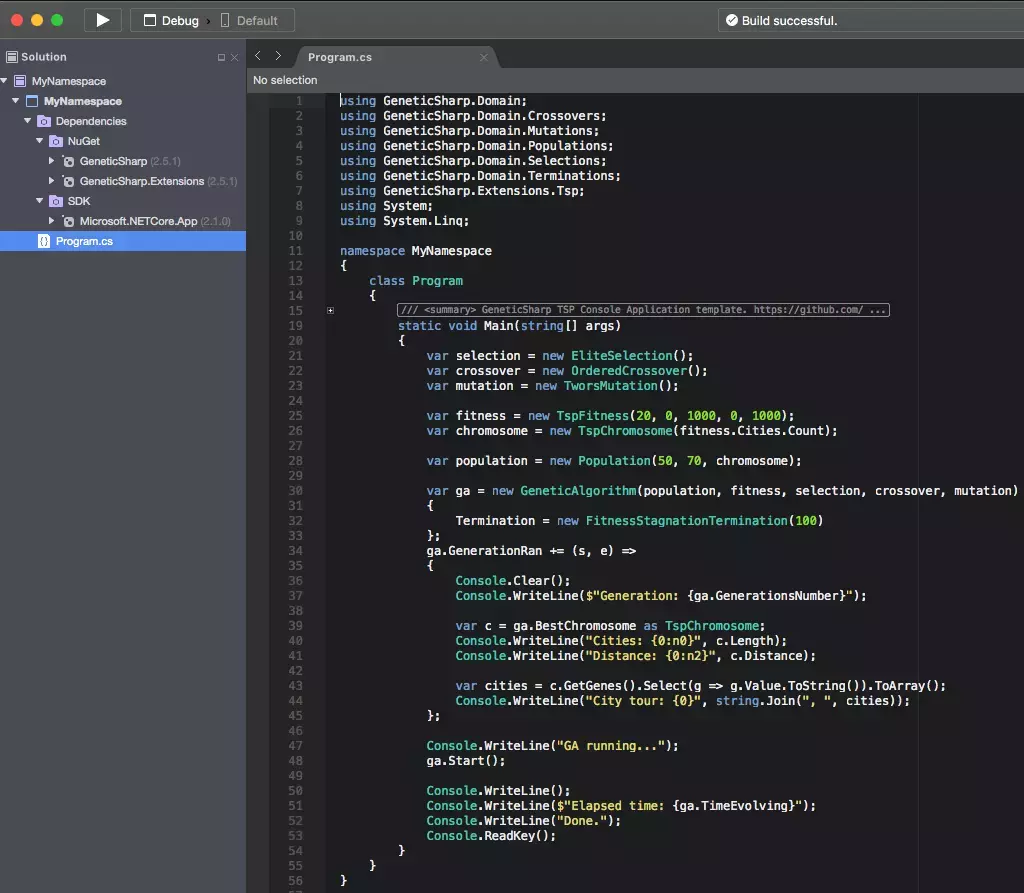 Debug › Default
Build successful.
Solution
MyNamespace
MyNamespace
Dependencies
NuGet
GeneticSharp (2.5.1)
GeneticSharp.Extensions (2.5.1)
SDK
Microsoft.NETCore.App (2.1.0)
Program.cs
Program.cs
No selection
1 using GeneticSharp.Domain;
2 using GeneticSharp.Domain.Crossovers;
3 using GeneticSharp.Domain.Mutations;
4 using GeneticSharp.Domain.Populations;
5 using GeneticSharp.Domain.Selections;
6 using GeneticSharp.Domain.Terminations;
7 using GeneticSharp.Extensions.Tsp;
8 using System;
9 using System.Linq;
10
11 namespace MyNamespace
12 {
13     class Program
14     {
15         /// <summary> GeneticSharp TSP Console Application template. https://github.com/ ...
19         static void Main(string[] args)
20         {
21             var selection = new EliteSelection();
22             var crossover = new OrderedCrossover();
23             var mutation = new TworsMutation();
24
25             var fitness = new TspFitness(20, 0, 1000, 0, 1000);
26             var chromosome = new TspChromosome(fitness.Cities.Count);
27
28             var population = new Population(50, 70, chromosome);
29
30             var ga = new GeneticAlgorithm(population, fitness, selection, crossover, mutation)
31             {
32                 Termination = new FitnessStagnationTermination(100)
33             };
34             ga.GenerationRan += (s, e) =>
35             {
36                 Console.Clear();
37                 Console.WriteLine($"Generation: {ga.GenerationsNumber}");
38
39                 var c = ga.BestChromosome as TspChromosome;
40                 Console.WriteLine("Cities: {0:n0}", c.Length);
41                 Console.WriteLine("Distance: {0:n2}", c.Distance);
42
43                 var cities = c.GetGenes().Select(g => g.Value.ToString()).ToArray();
44                 Console.WriteLine("City tour: {0}", string.Join(", ", cities));
45             };
46
47             Console.WriteLine("GA running...");
48             ga.Start();
49
50             Console.WriteLine();
51             Console.WriteLine($"Elapsed time: {ga.TimeEvolving}");
52             Console.WriteLine("Done.");
53             Console.ReadKey();
54         }
55     }
56 }